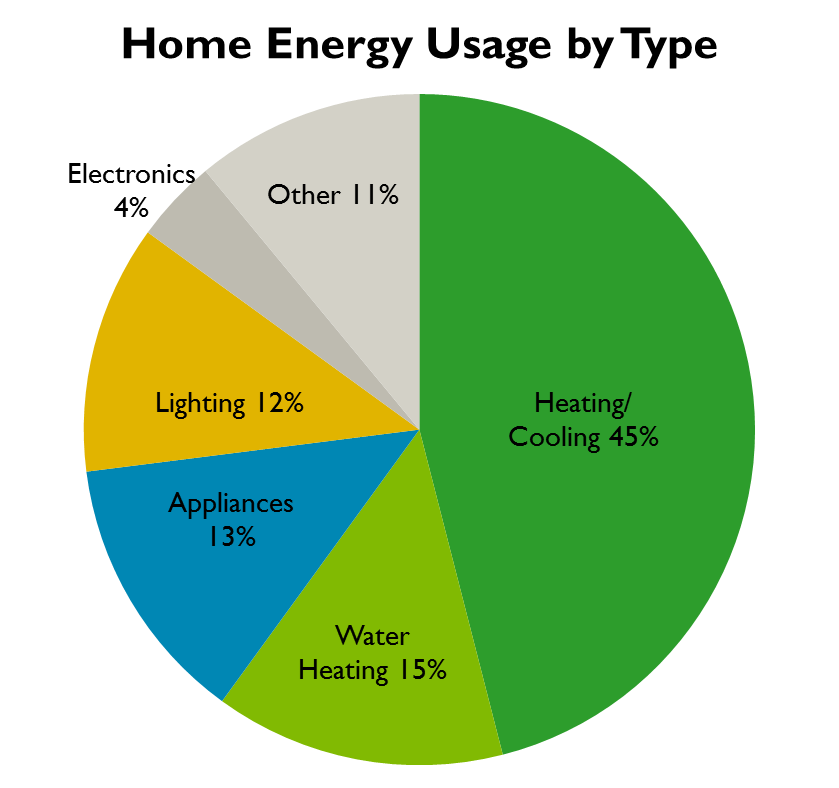 Home Energy Usage by Type
Electronics
4%
Other 11%
Lighting 12%
Heating/
Cooling 45%
Appliances
13%
Water
Heating 15%